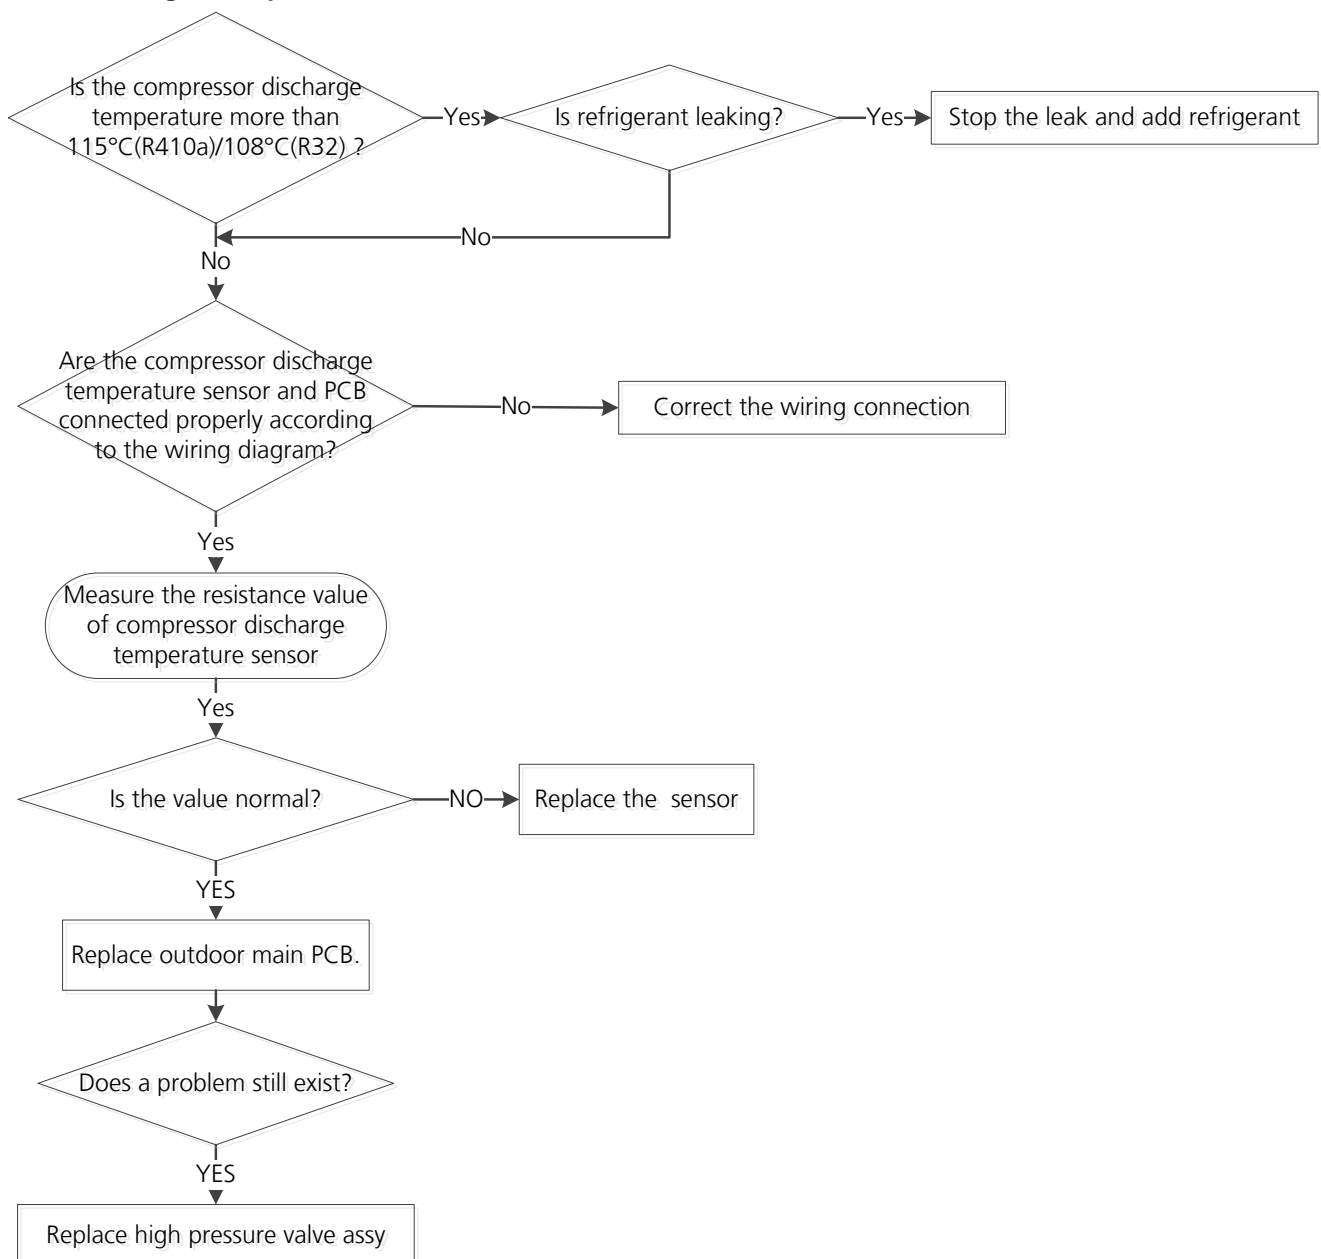 Is the compressor discharge
temperature more than
115°C(R410a)/108°C(R32) ?
Yes
Is refrigerant leaking?
Yes
Stop the leak and add refrigerant
No
No
Are the compressor discharge
temperature sensor and PCB
connected properly according
to the wiring diagram?
No
Correct the wiring connection
Yes
Measure the resistance value
of compressor discharge
temperature sensor
Yes
Is the value normal?
NO
Replace the  sensor
YES
Replace outdoor main PCB.
Does a problem still exist?
YES
Replace high pressure valve assy